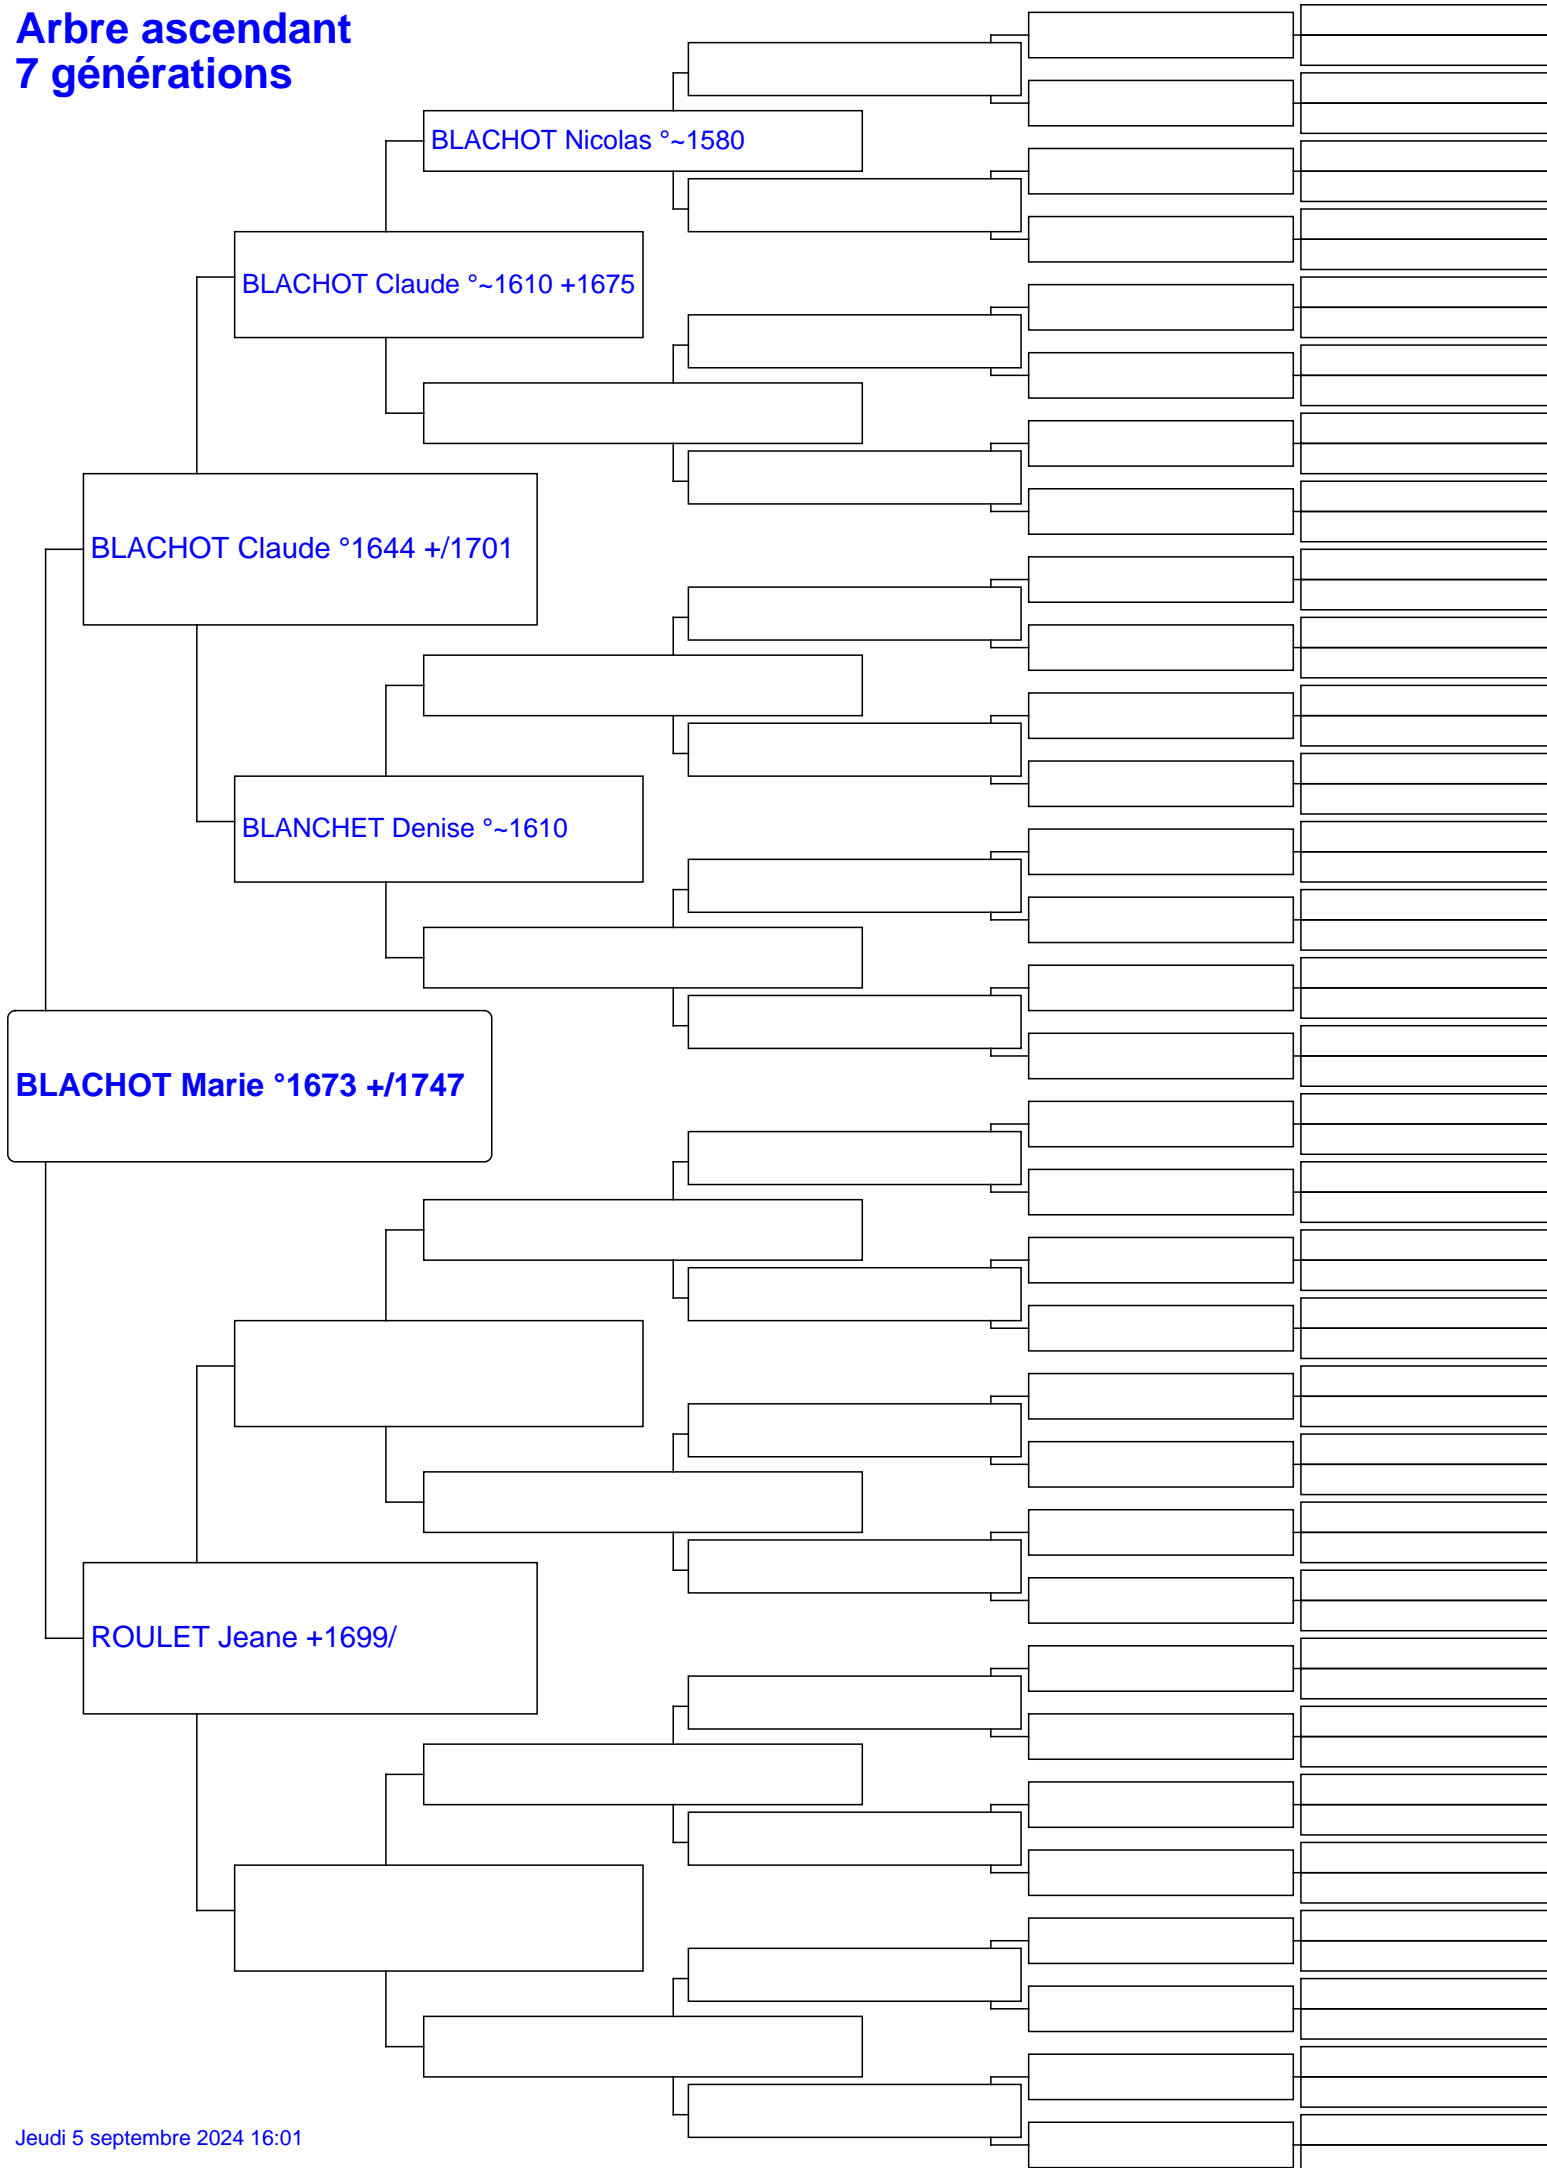 Arbre ascendant
7 générations
BLACHOT Nicolas °~1580
BLACHOT Claude °~1610 +1675
BLACHOT Claude °1644 +/1701
BLANCHET Denise °~1610
BLACHOT Marie °1673 +/1747
ROULET Jeane +1699/
Jeudi 5 septembre 2024 16:01